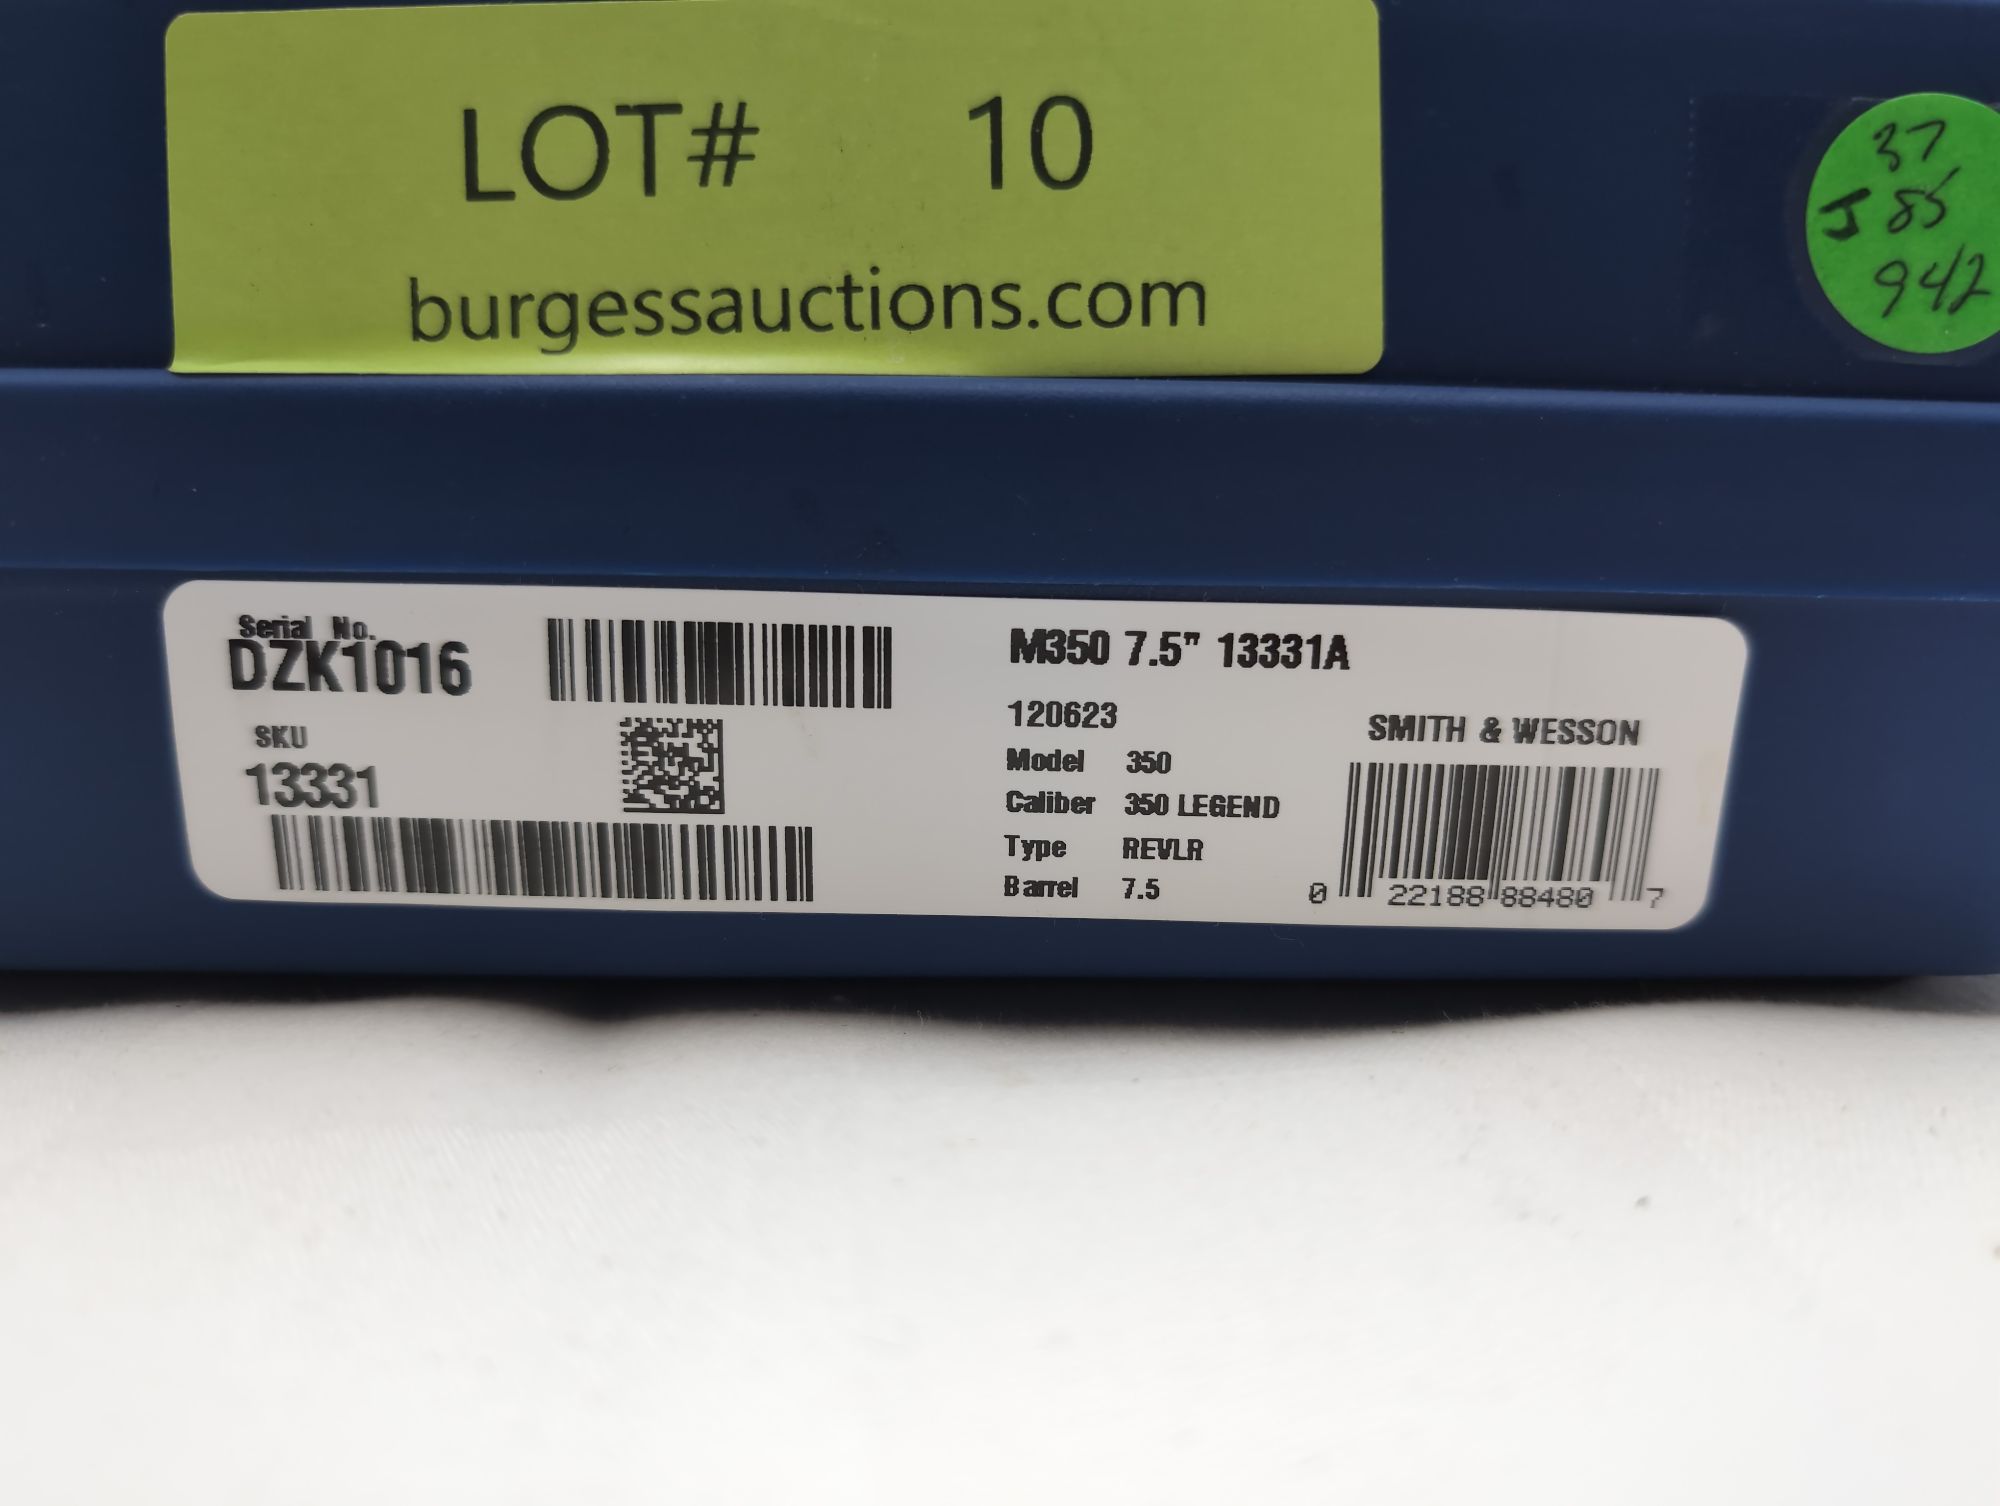 LOT# 10
burgessauctions.com
37
J 85
942
Serial No.
DZK1016
SKU
13331
M350 7.5" 13331A
120623
Model 350
Caliber 350 LEGEND
Type REVLR
Barrel 7.5
SMITH & WESSON
0 22188 88480 7